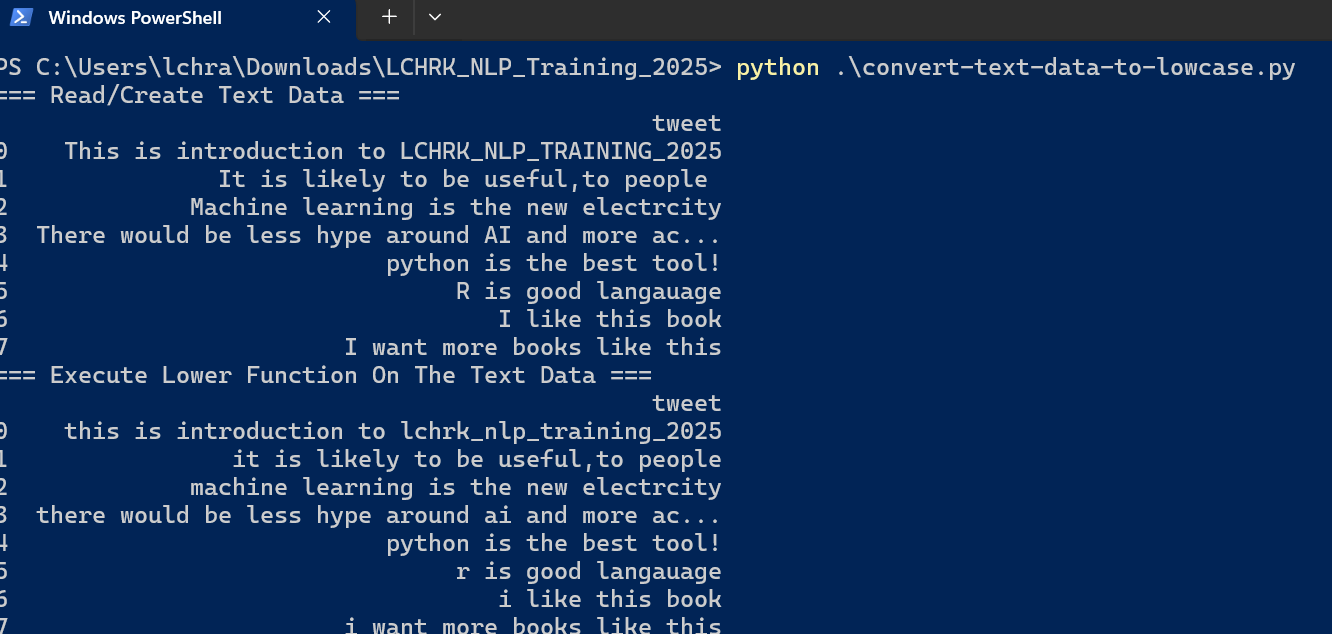 Windows PowerShell
PS C:\Users\lchra\Downloads\LCHRK_NLP_Training_2025> python .\convert-text-data-to-lowcase.py
=== Read/Create Text Data ===
tweet
0 This is introduction to LCHRK_NLP_TRAINING_2025
1 It is likely to be useful,to people
2 Machine learning is the new electrcity
3 There would be less hype around AI and more ac...
4 python is the best tool!
5 R is good langauage
6 I like this book
7 I want more books like this
=== Execute Lower Function On The Text Data ===
tweet
0 this is introduction to lchrk_nlp_training_2025
1 it is likely to be useful,to people
2 machine learning is the new electrcity
3 there would be less hype around ai and more ac...
4 python is the best tool!
5 r is good langauage
6 i like this book
7 i want more books like this